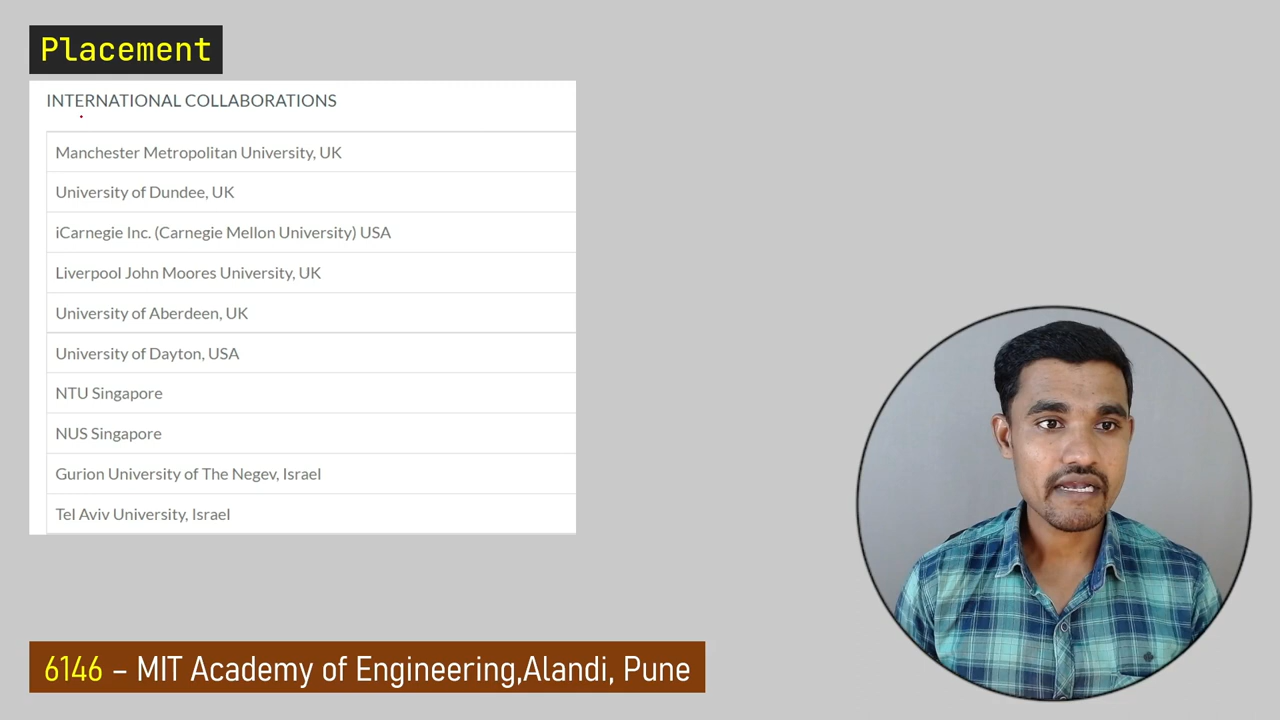 Placement
INTERNATIONAL COLLABORATIONS
Manchester Metropolitan University, UK
University of Dundee, UK
iCarnegie Inc. (Carnegie Mellon University) USA
Liverpool John Moores University, UK
University of Aberdeen, UK
University of Dayton, USA
NTU Singapore
NUS Singapore
Gurion University of The Negev, Israel
Tel Aviv University, Israel
6146 – MIT Academy of Engineering,Alandi, Pune